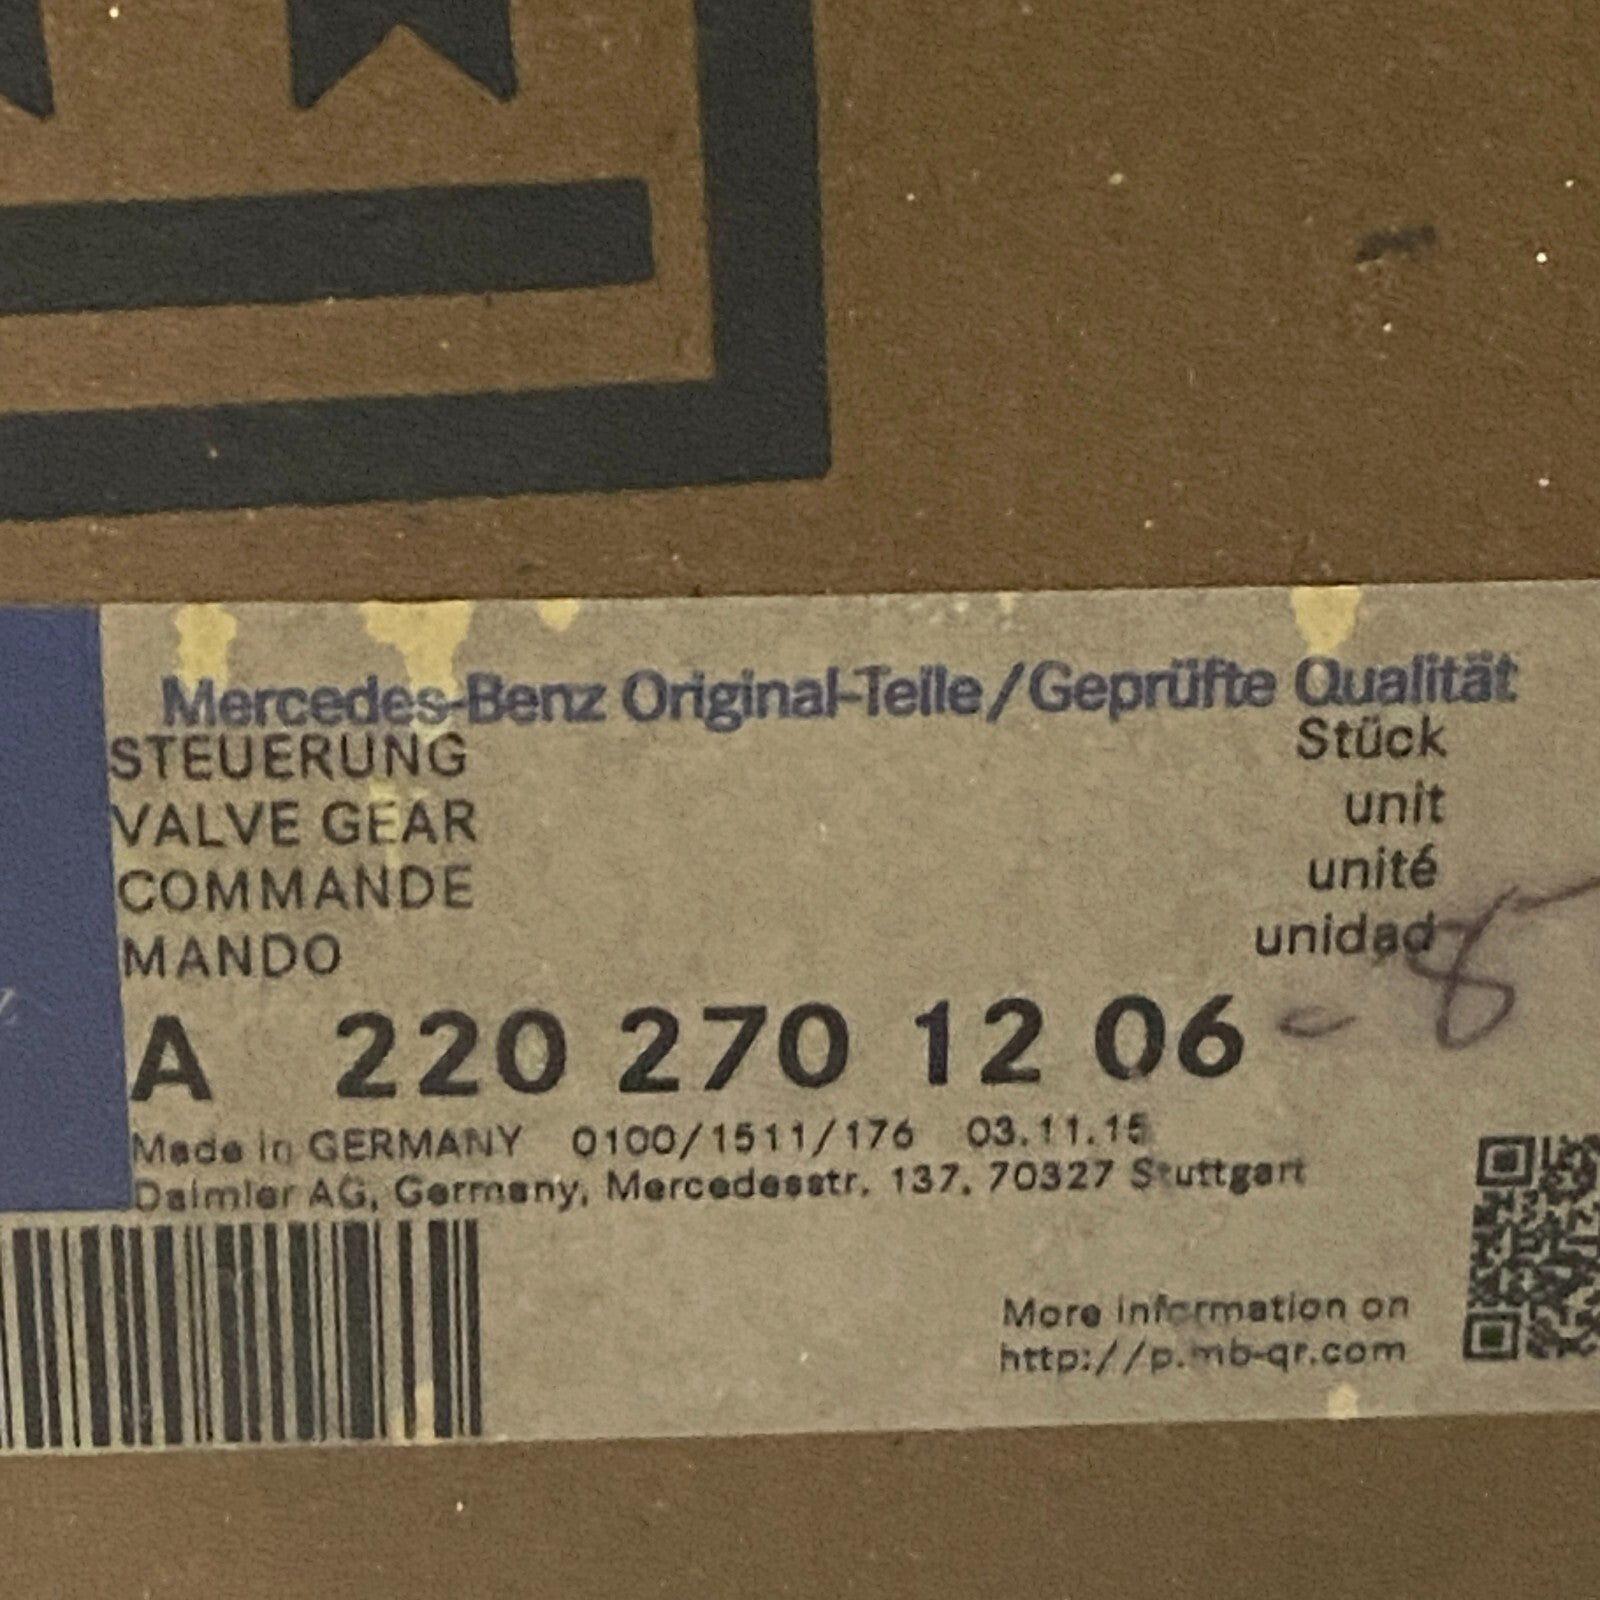 Mercedes-Benz Original-Teile/Geprüfte Qualität
STEUERUNG Stück
VALVE GEAR unit
COMMANDE unité
MANDO unidad
A 220 270 12 06 - 8
Made in GERMANY 0100/1511/176 03.11.15
Daimler AG, Germany, Mercedesstr. 137, 70327 Stuttgart
More information on
http://p.mb-qr.com